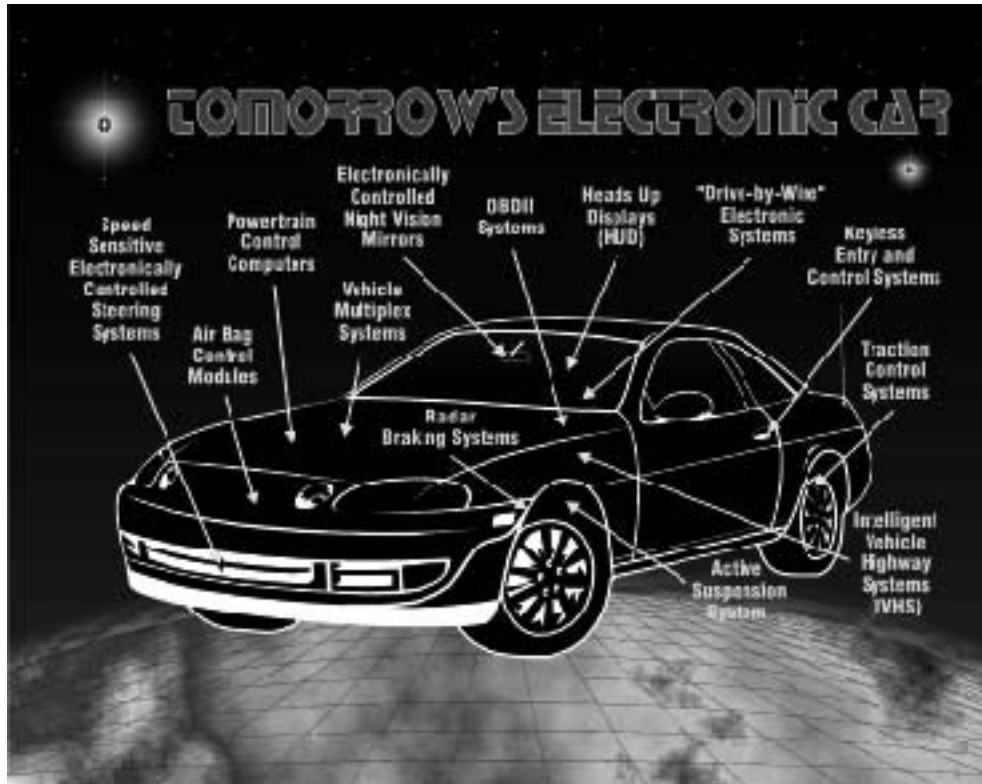 TOMORROW'S ELECTRONIC CAR
Speed
Sensitive
Electronically
Controlled
Steering
Systems
Air Bag
Control
Modules
Powertrain
Control
Computers
Electronically
Controlled
Night Vision
Mirrors
Vehicle
Multiplex
Systems
OBDII
Systems
Heads Up
Displays
(HUD)
"Drive-by-Wire"
Electronic
Systems
Keyless
Entry and
Control Systems
Traction
Control
Systems
Radar
Braking Systems
Active
Suspension
System
Intelligent
Vehicle
Highway
Systems
(IVHS)